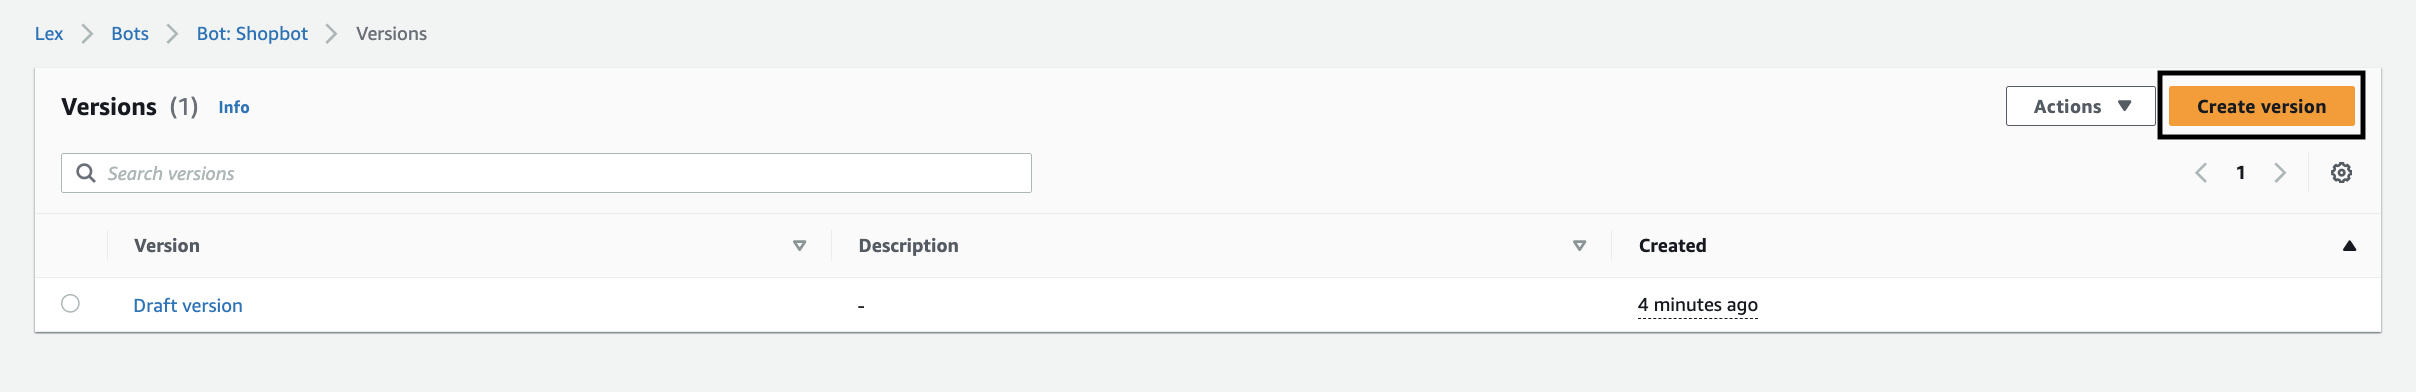 Lex Bots Bot: Shopbot Versions
Versions (1) Info Actions Create version
Search versions 1
Version Description Created
Draft version - 4 minutes ago